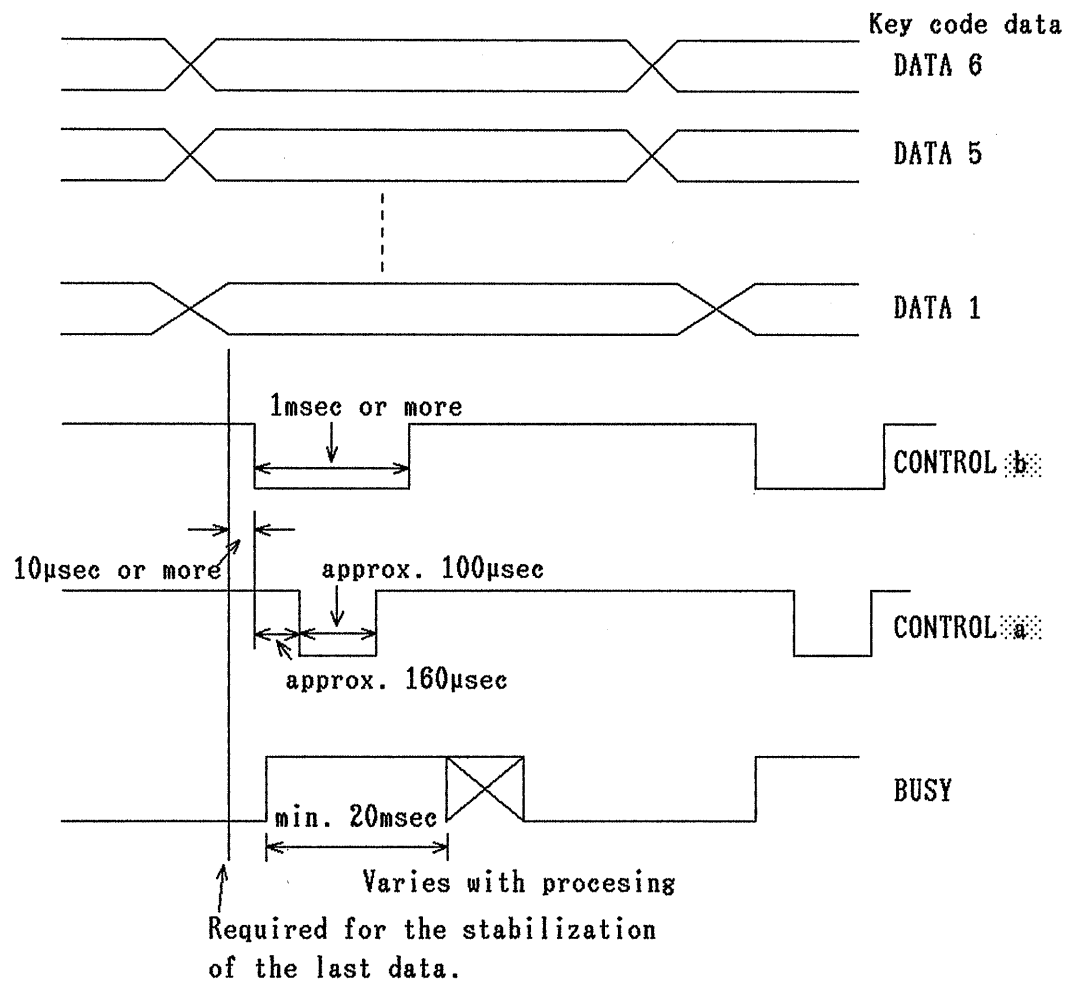 Key code data
DATA 6
DATA 5
DATA 1
1msec or more
CONTROL b
10µsec or more
approx. 100µsec
CONTROL a
approx. 160µsec
BUSY
min. 20msec
Varies with procesing
Required for the stabilization
of the last data.